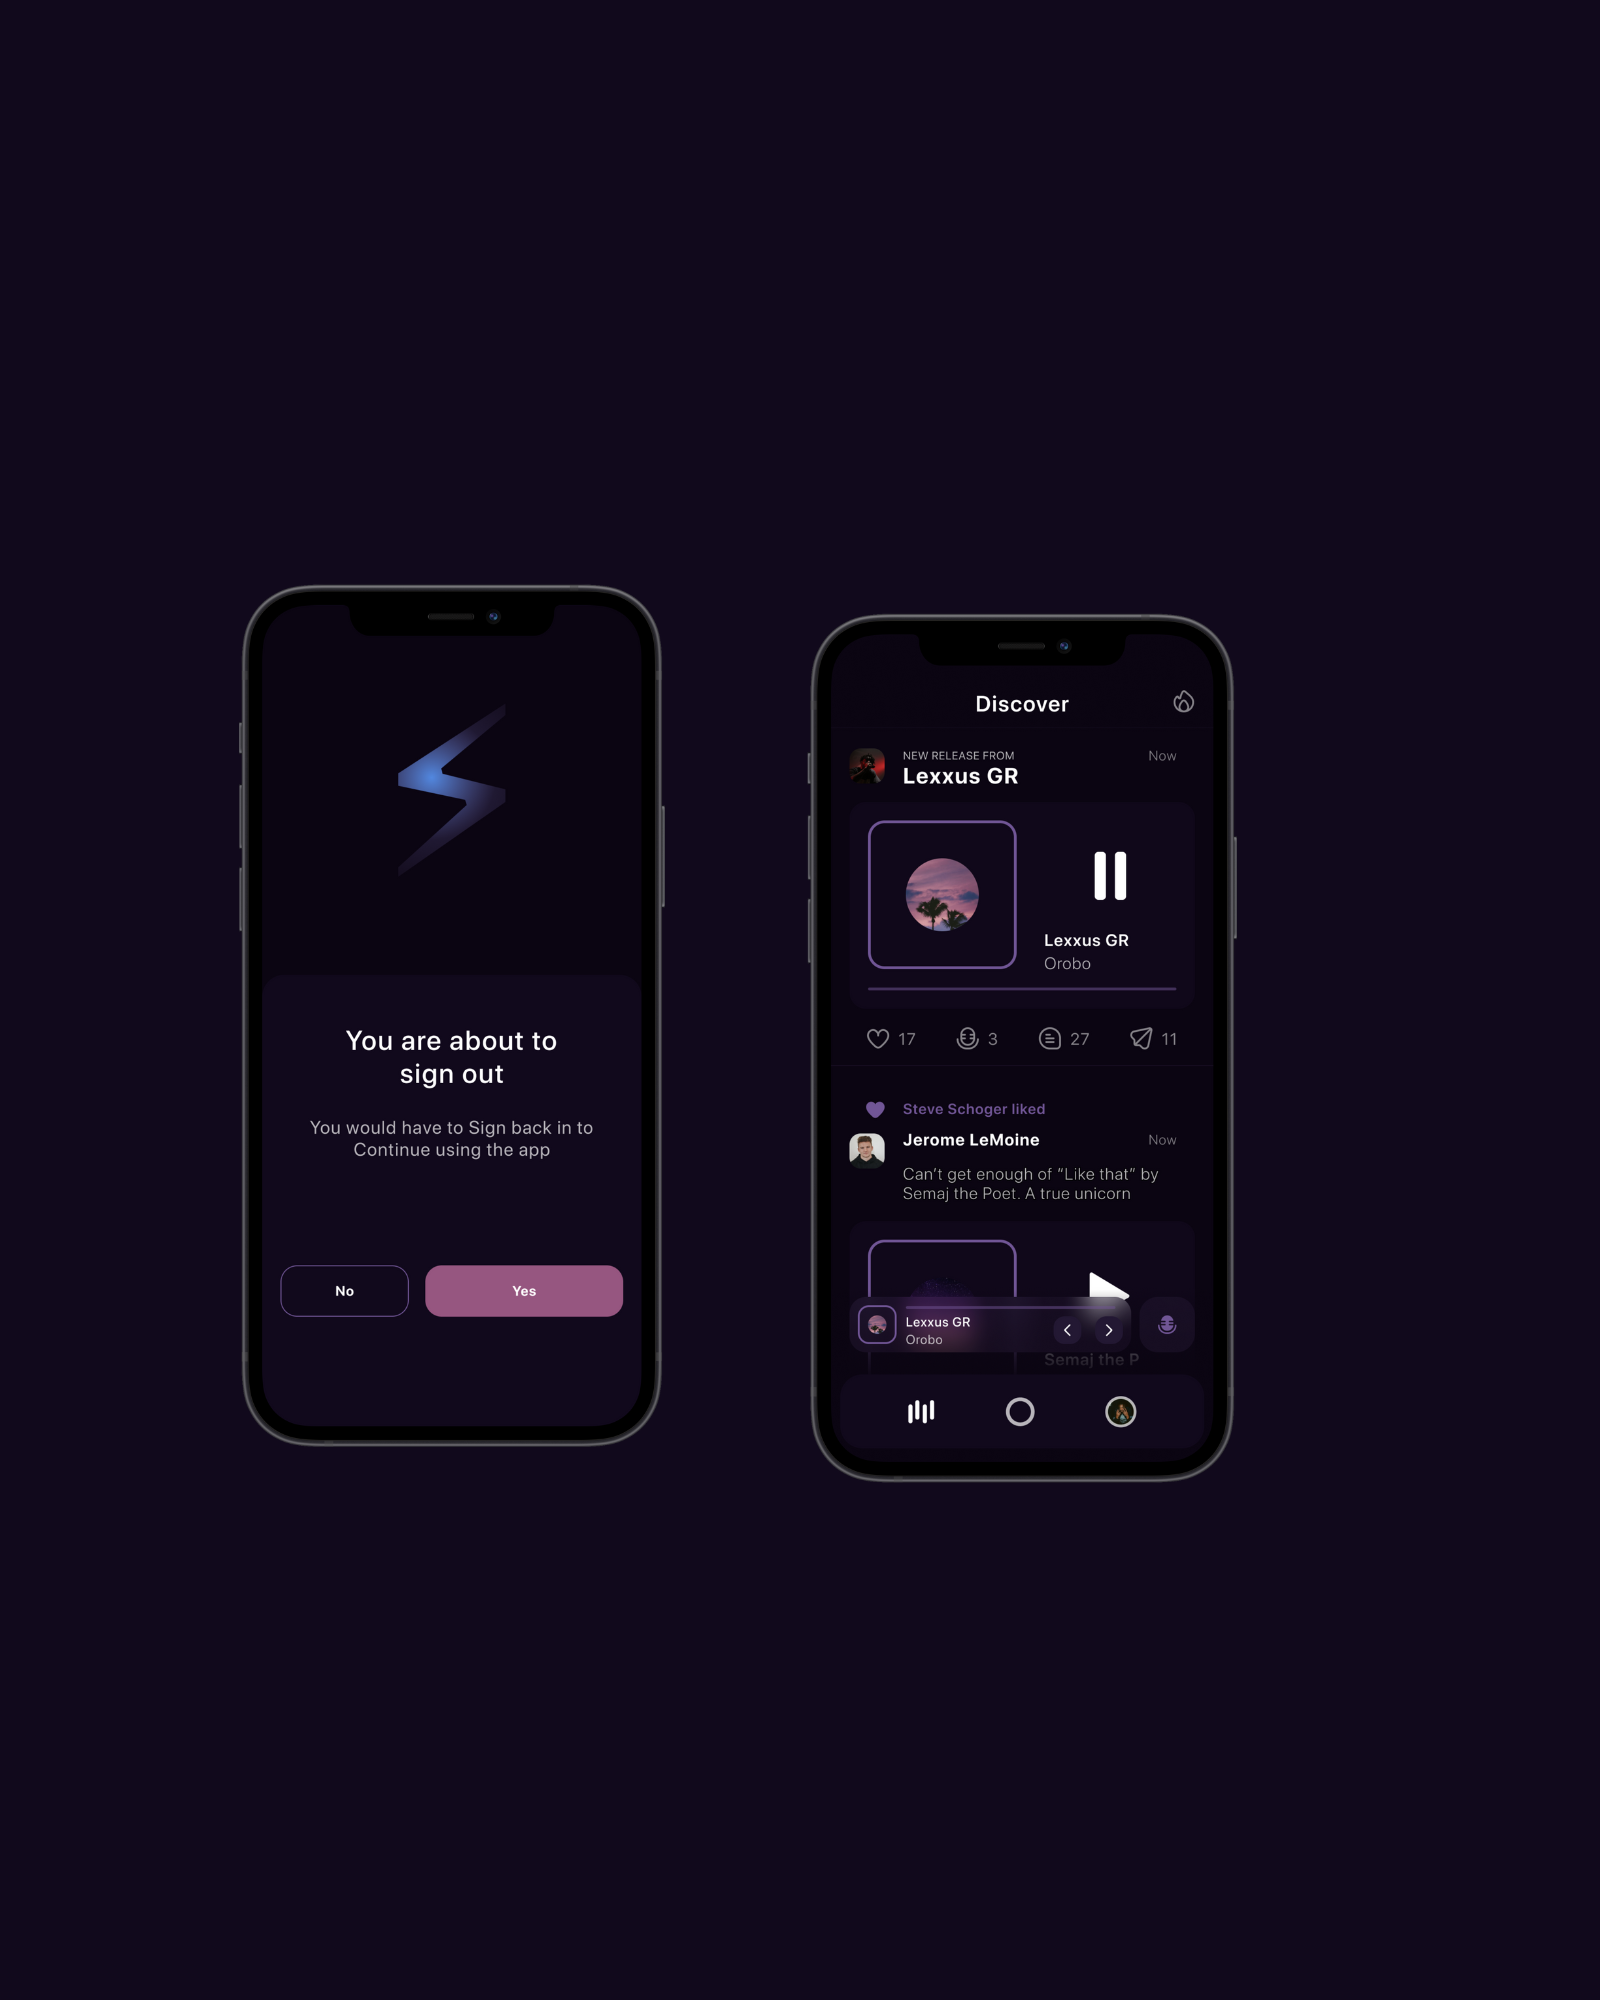 You are about to
sign out
You would have to Sign back in to
Continue using the app
No
Yes
Discover
NEW RELEASE FROM
Lexxus GR
Now
Lexxus GR
Orobo
17
3
27
11
Steve Schoger liked
Jerome LeMoine
Now
Can’t get enough of “Like that” by
Semaj the Poet. A true unicorn
Lexxus GR
Orobo
Semaj the P